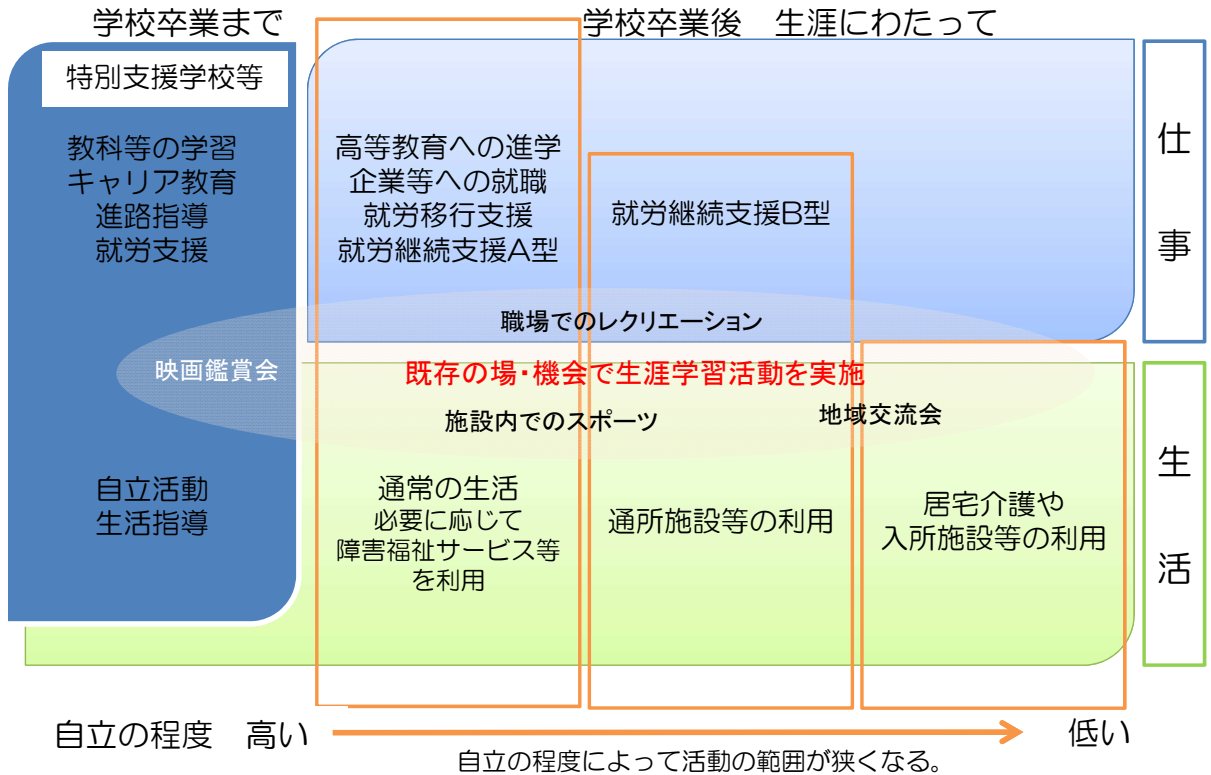 学校卒業まで
学校卒業後　生涯にわたって
特別支援学校等
教科等の学習
キャリア教育
進路指導
就労支援
高等教育への進学
企業等への就職
就労移行支援
就労継続支援A型
就労継続支援B型
仕事
職場でのレクリエーション
映画鑑賞会
既存の場・機会で生涯学習活動を実施
施設内でのスポーツ
地域交流会
自立活動
生活指導
通常の生活
必要に応じて
障害福祉サービス等
を利用
通所施設等の利用
居宅介護や
入所施設等の利用
生活
自立の程度　高い
低い
自立の程度によって活動の範囲が狭くなる。